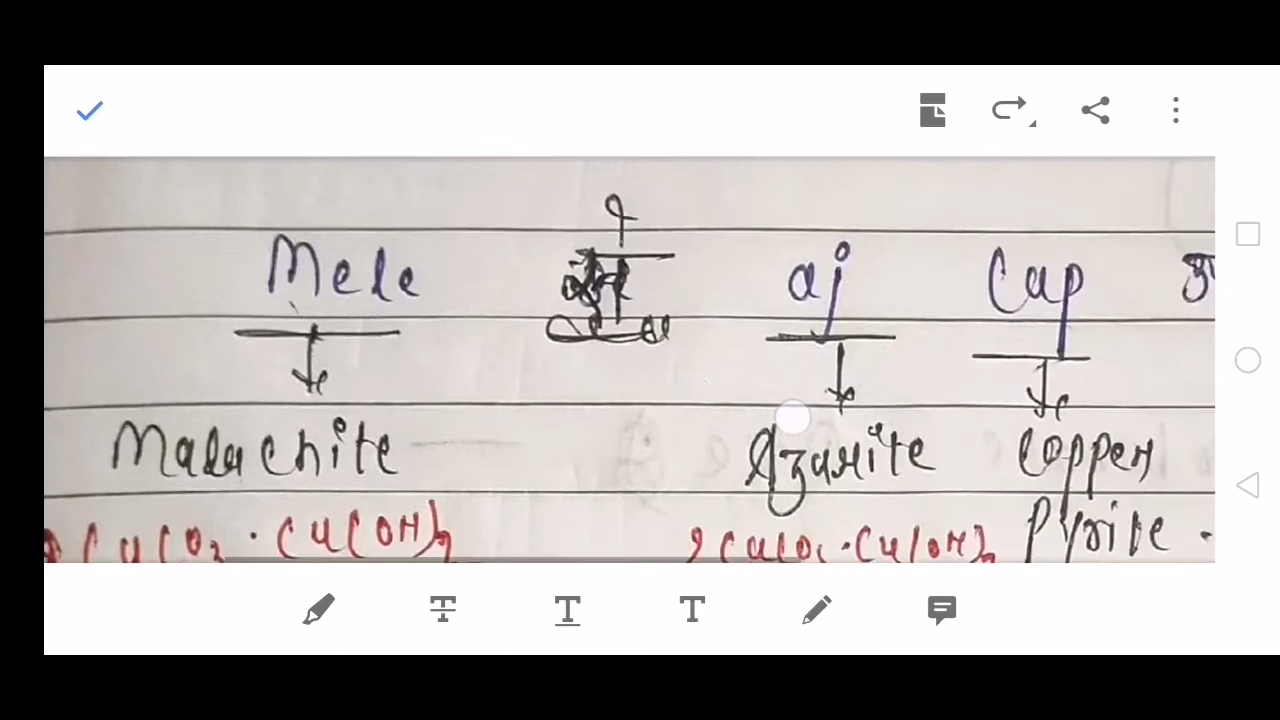 Mele aj Cap
Malachite Azurite Copper
CuCO3 · Cu(OH)2 2CuCO3 · Cu(OH)2 Pyrite